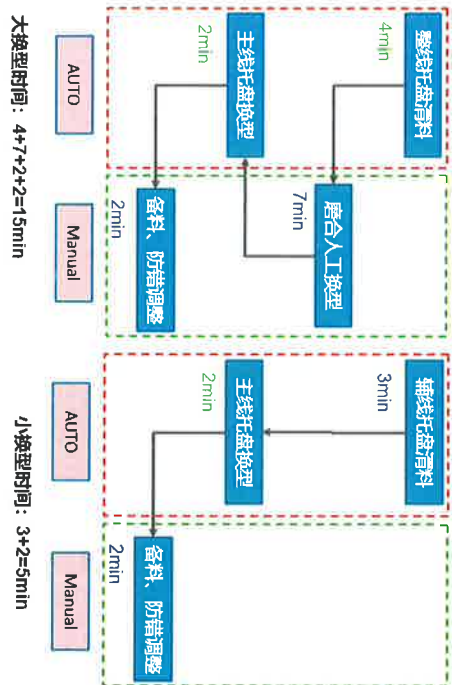 整线托盘清料
4min
磨合人工换型
7min
主线托盘换型
2min
备料、防错调整
2min
AUTO
Manual
大换型时间：4+7+2+2=15min
辅线托盘清料
3min
主线托盘换型
2min
备料、防错调整
2min
AUTO
Manual
小换型时间：3+2=5min